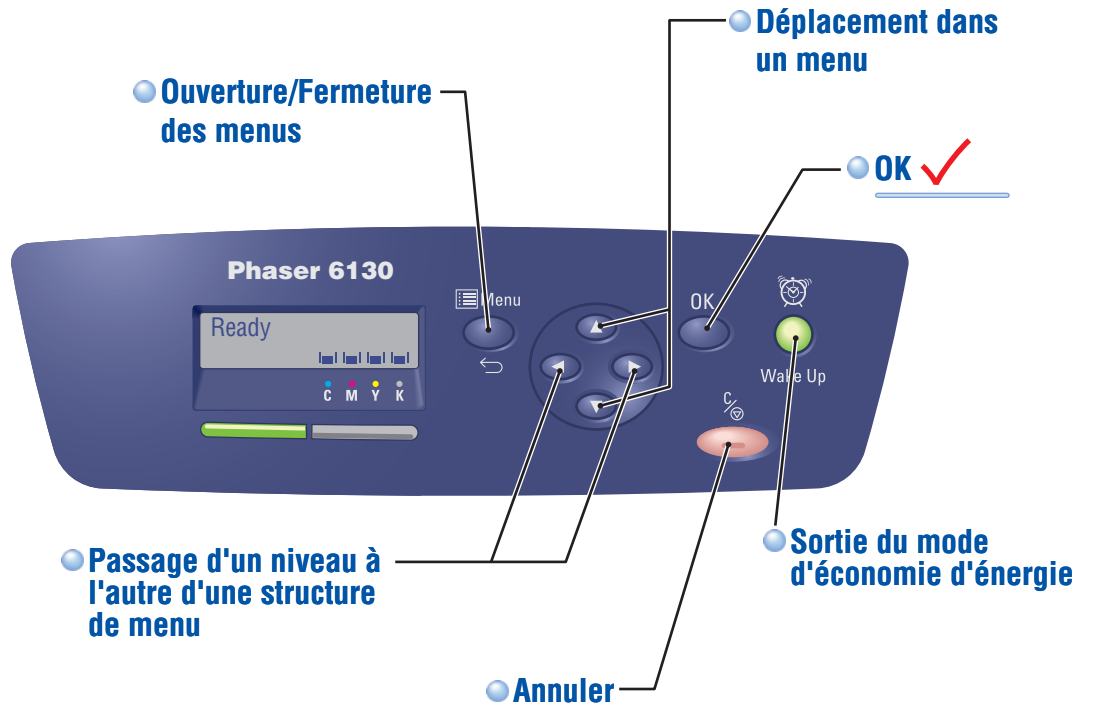 Déplacement dans
un menu
Ouverture/Fermeture
des menus
OK
Phaser 6130
Menu
OK
Ready
Wake Up
C M Y K
C/
Passage d'un niveau à
l'autre d'une structure
de menu
Sortie du mode
d'économie d'énergie
Annuler